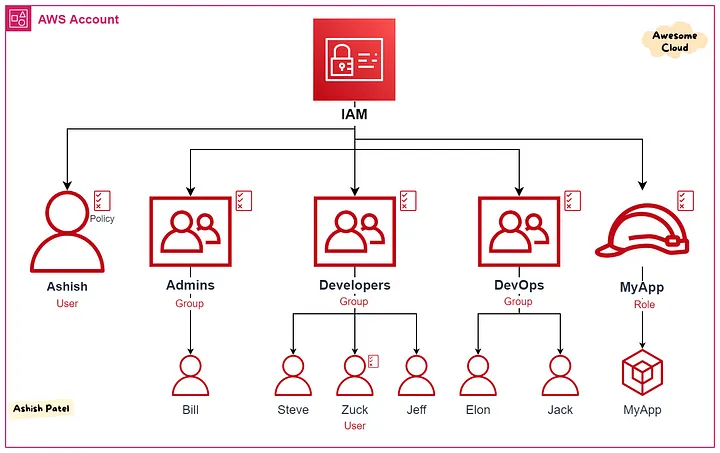 AWS Account
Awesome
Cloud
IAM
Policy
Ashish
User
Admins
Group
Developers
Group
DevOps
Group
MyApp
Role
Bill
Steve
Zuck
User
Jeff
Elon
Jack
MyApp
Ashish Patel